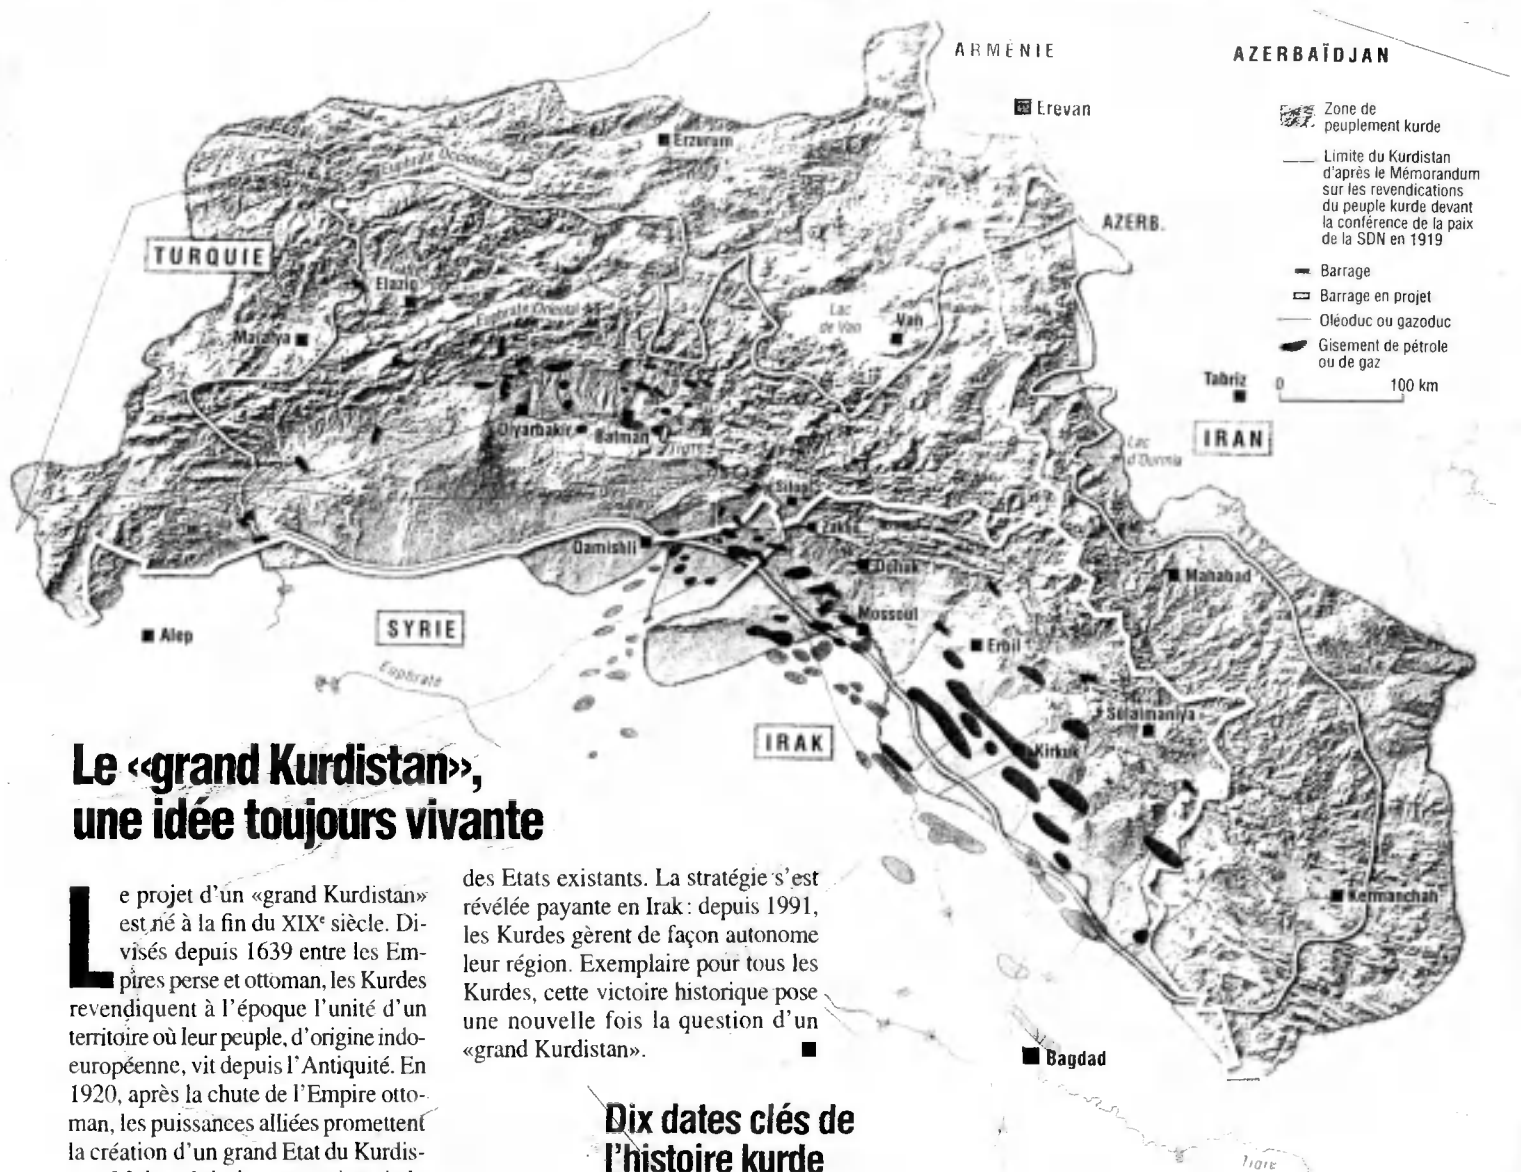 ARMÉNIE
AZERBAÏDJAN
Erevan
Zone de
peuplement kurde
Limite du Kurdistan
d'après le Mémorandum
sur les revendications
du peuple kurde devant
la conférence de la paix
de la SDN en 1919
Barrage
Barrage en projet
Oléoduc ou gazoduc
Gisement de pétrole
ou de gaz
0 100 km
Erzurum
Euphrate Occidental
AZERB.
TURQUIE
Elazig
Euphrate Oriental
Malatya
Lac
de Van
Van
Tabriz
IRAN
Lac
d'Ourmia
Diyarbakir
Batman
Tigre
Silopi
Zakho
Qamishli
Dohuk
Mahabad
Mossoul
Alep
SYRIE
Erbil
Euphrate
Sulaimaniya
IRAK
Kirkuk
Kermanchah
Bagdad
Tigre
Le «grand Kurdistan»,
une idée toujours vivante
Le projet d'un «grand Kurdistan»
est né à la fin du XIXe siècle. Di-
visés depuis 1639 entre les Em-
pires perse et ottoman, les Kurdes
revendiquent à l'époque l'unité d'un
territoire où leur peuple, d'origine indo-
européenne, vit depuis l'Antiquité. En
1920, après la chute de l'Empire otto-
man, les puissances alliées promettent
la création d'un grand Etat du Kurdis-
des Etats existants. La stratégie s'est
révélée payante en Irak : depuis 1991,
les Kurdes gèrent de façon autonome
leur région. Exemplaire pour tous les
Kurdes, cette victoire historique pose
une nouvelle fois la question d'un
«grand Kurdistan».
Dix dates clés de
l'histoire kurde